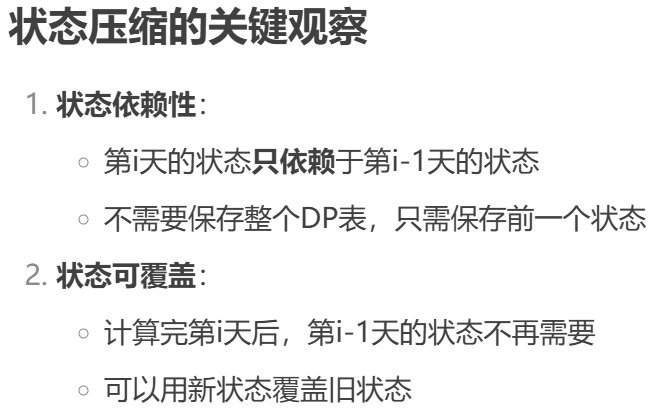 状态压缩的关键观察
1. 状态依赖性：
○ 第i天的状态只依赖于第i-1天的状态
○ 不需要保存整个DP表，只需保存前一个状态
2. 状态可覆盖：
○ 计算完第i天后，第i-1天的状态不再需要
○ 可以用新状态覆盖旧状态